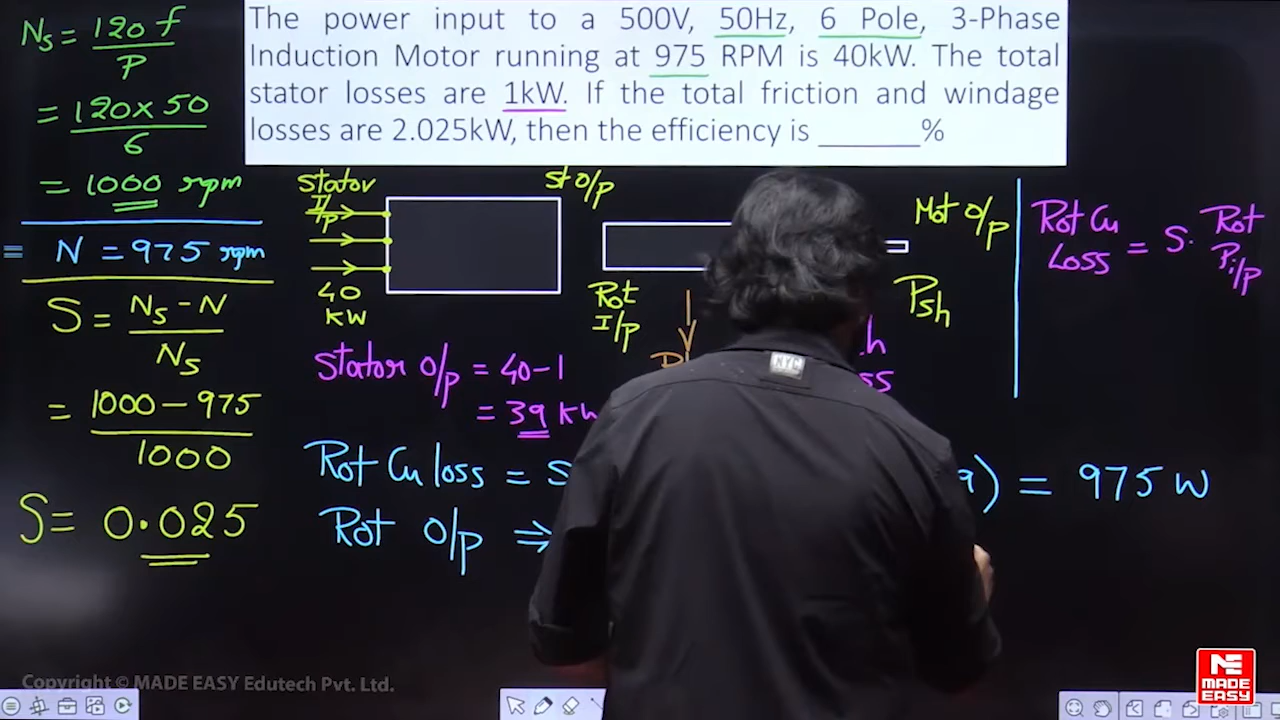 The power input to a 500V, 50Hz, 6 Pole, 3-Phase
Induction Motor running at 975 RPM is 40kW. The total
stator losses are 1kW. If the total friction and windage
losses are 2.025kW, then the efficiency is ______%
Ns = 120 f / P
= 120 x 50 / 6
= 1000 rpm
N = 975 rpm
S = Ns - N / Ns
= 1000 - 975 / 1000
S = 0.025
Stator I/p
40 KW
St O/p
Rot I/p
Mot O/p
Psh
Rot Cu Loss = S. Rot Pi/p
Stator O/p = 40-1
= 39
Rot Cu loss = S
) = 975 W
Rot O/p ⇒
NYC
Copyright © MADE EASY Edutech Pvt. Ltd.
MADE EASY